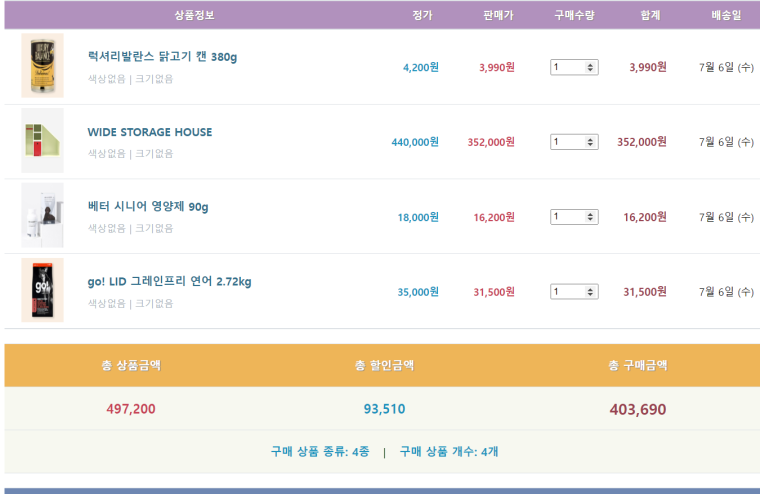 상품정보 정가 판매가 구매수량 합계 배송일
럭셔리발란스 닭고기 캔 380g
4,200원 3,990원 1 3,990원 7월 6일 (수)
색상없음 | 크기없음
WIDE STORAGE HOUSE
440,000원 352,000원 1 352,000원 7월 6일 (수)
색상없음 | 크기없음
베터 시니어 영양제 90g
18,000원 16,200원 1 16,200원 7월 6일 (수)
색상없음 | 크기없음
go!
go! LID 그레인프리 연어 2.72kg
35,000원 31,500원 1 31,500원 7월 6일 (수)
색상없음 | 크기없음
총 상품금액 총 할인금액 총 구매금액
497,200 93,510 403,690
구매 상품 종류: 4종 | 구매 상품 개수: 4개